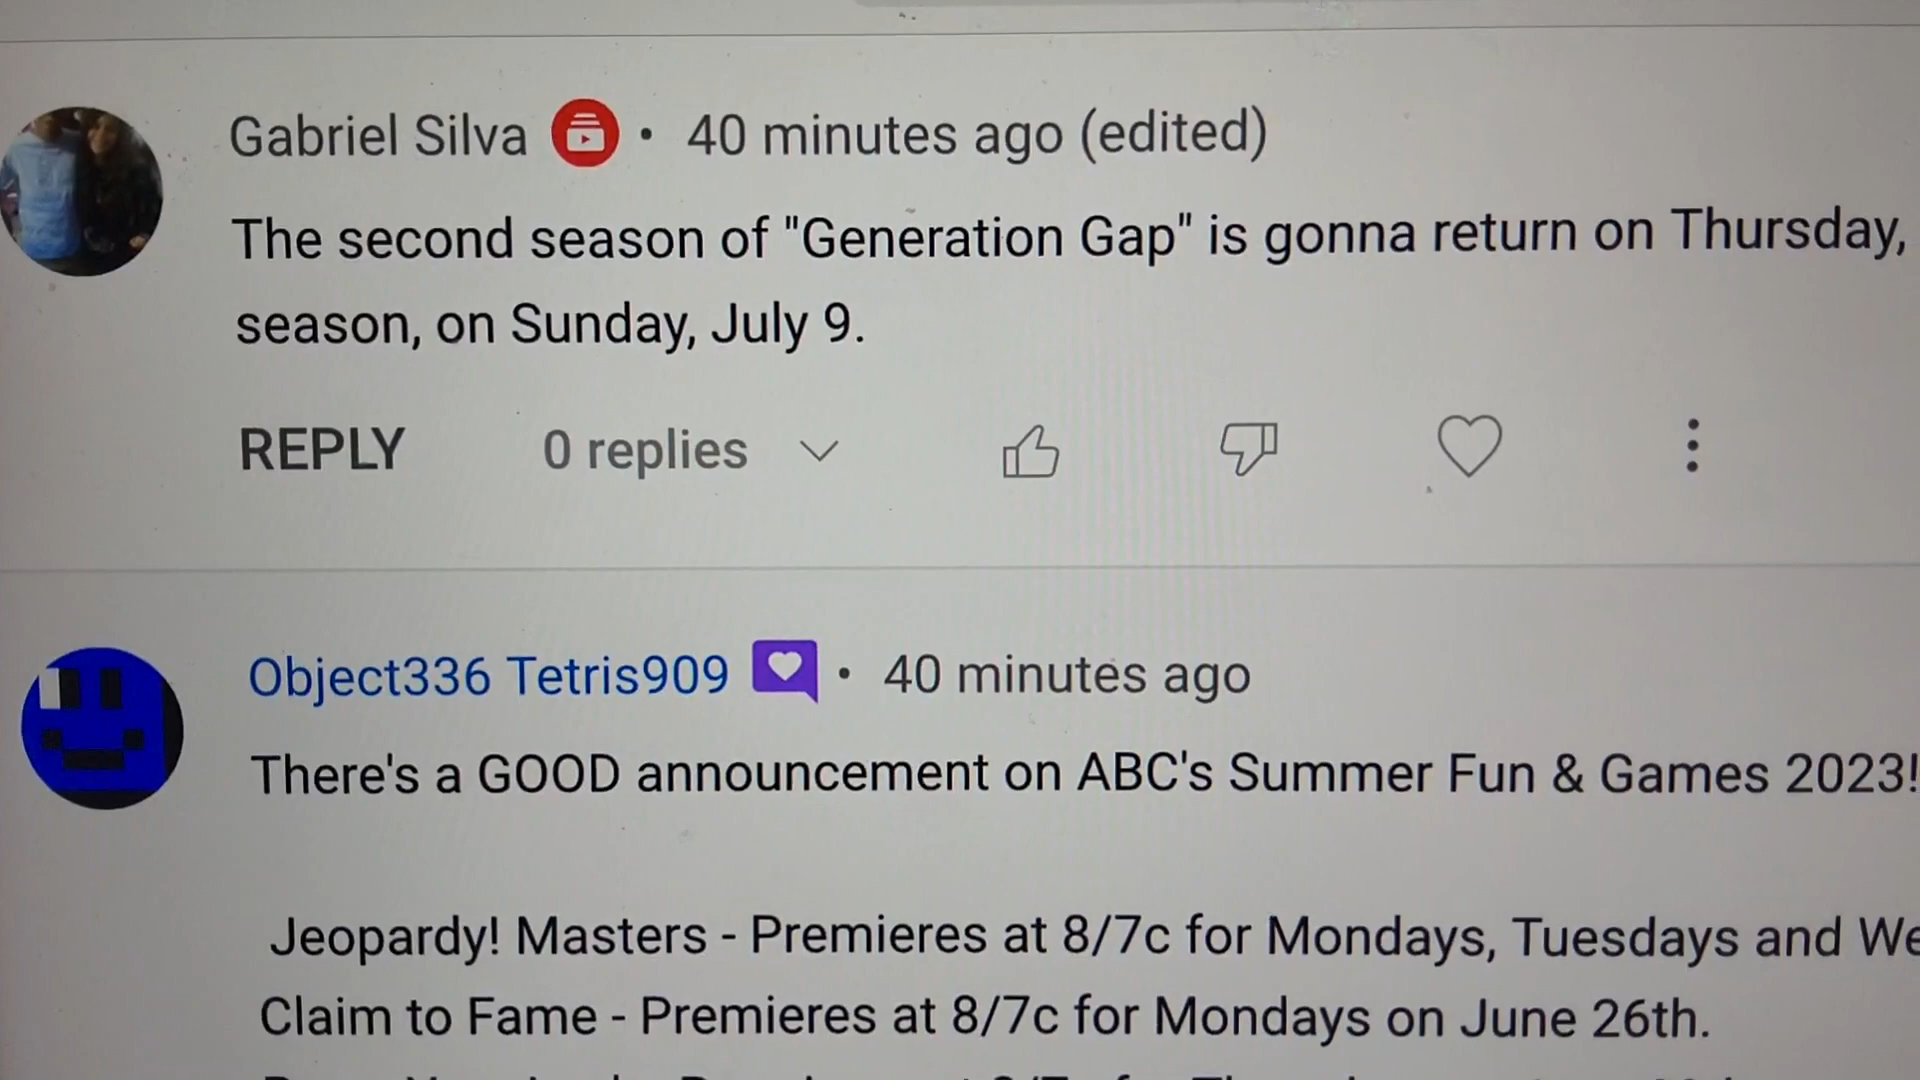 Gabriel Silva • 40 minutes ago (edited)
The second season of "Generation Gap" is gonna return on Thursday,
season, on Sunday, July 9.
REPLY 0 replies
Object336 Tetris909 • 40 minutes ago
There's a GOOD announcement on ABC's Summer Fun & Games 2023!
Jeopardy! Masters - Premieres at 8/7c for Mondays, Tuesdays and We
Claim to Fame - Premieres at 8/7c for Mondays on June 26th.